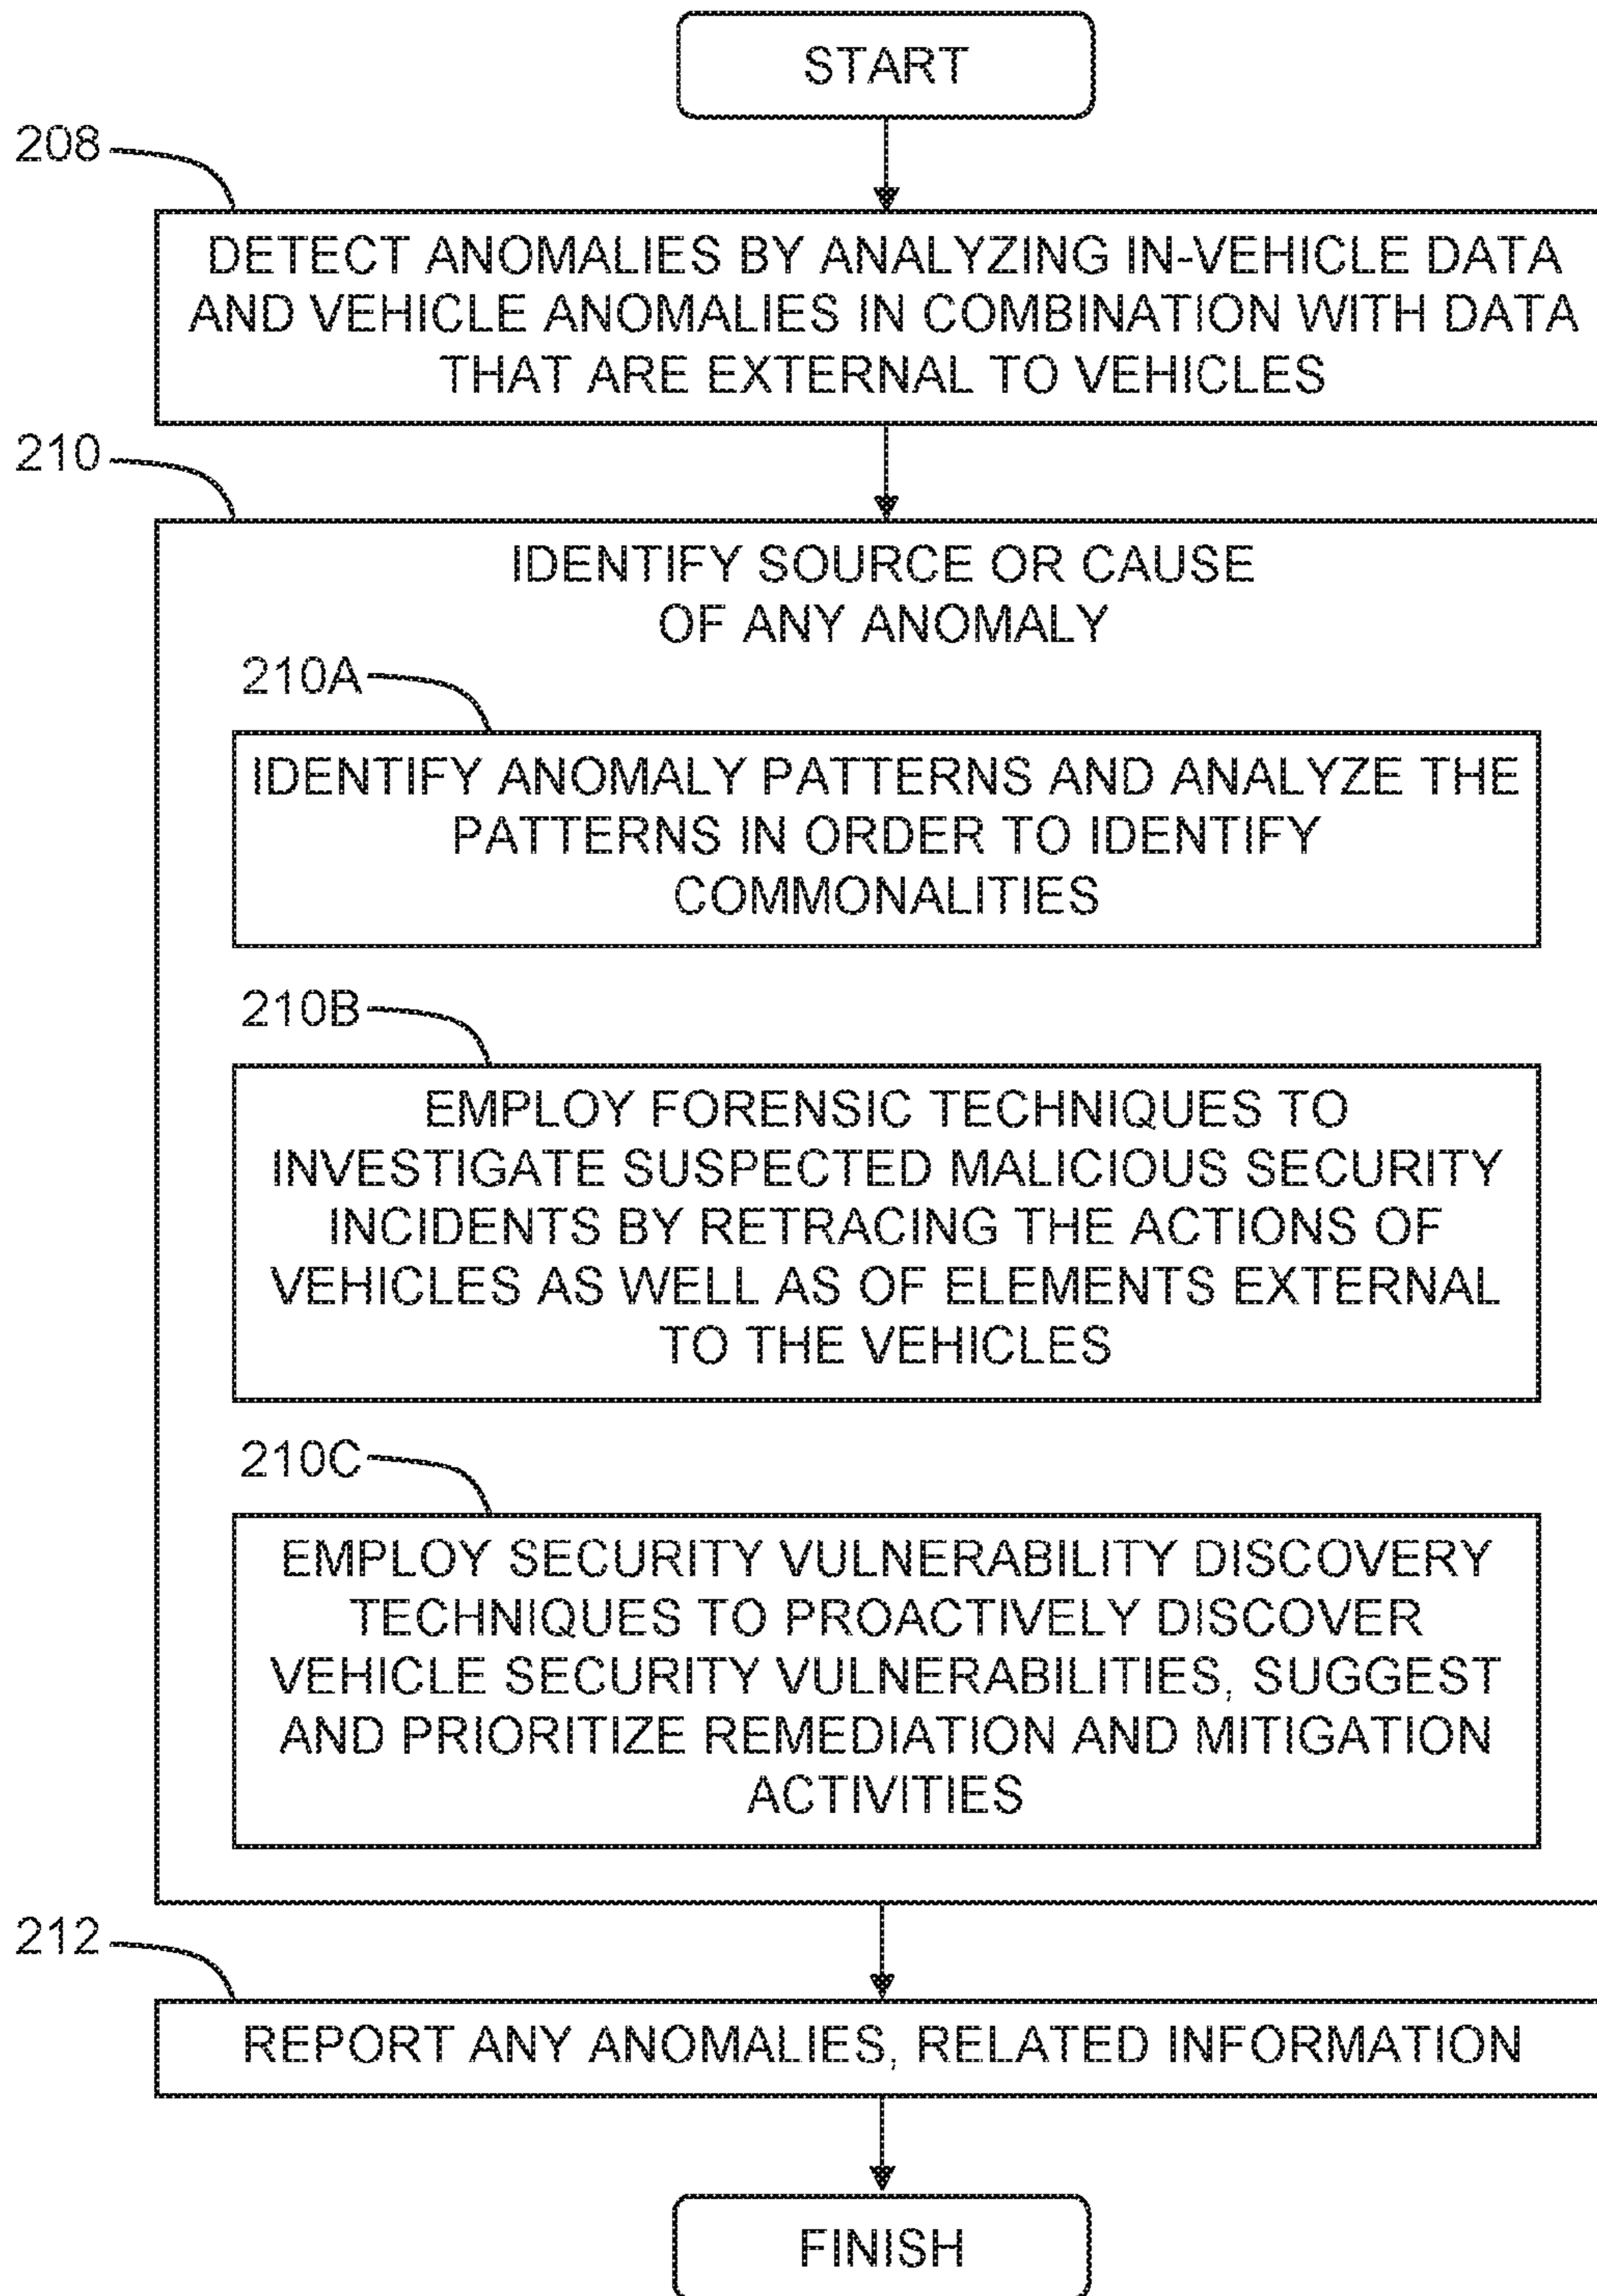 START
208
DETECT ANOMALIES BY ANALYZING IN-VEHICLE DATA
AND VEHICLE ANOMALIES IN COMBINATION WITH DATA
THAT ARE EXTERNAL TO VEHICLES
210
IDENTIFY SOURCE OR CAUSE
OF ANY ANOMALY
210A
IDENTIFY ANOMALY PATTERNS AND ANALYZE THE
PATTERNS IN ORDER TO IDENTIFY
COMMONALITIES
210B
EMPLOY FORENSIC TECHNIQUES TO
INVESTIGATE SUSPECTED MALICIOUS SECURITY
INCIDENTS BY RETRACING THE ACTIONS OF
VEHICLES AS WELL AS OF ELEMENTS EXTERNAL
TO THE VEHICLES
210C
EMPLOY SECURITY VULNERABILITY DISCOVERY
TECHNIQUES TO PROACTIVELY DISCOVER
VEHICLE SECURITY VULNERABILITIES, SUGGEST
AND PRIORITIZE REMEDIATION AND MITIGATION
ACTIVITIES
212
REPORT ANY ANOMALIES, RELATED INFORMATION
FINISH